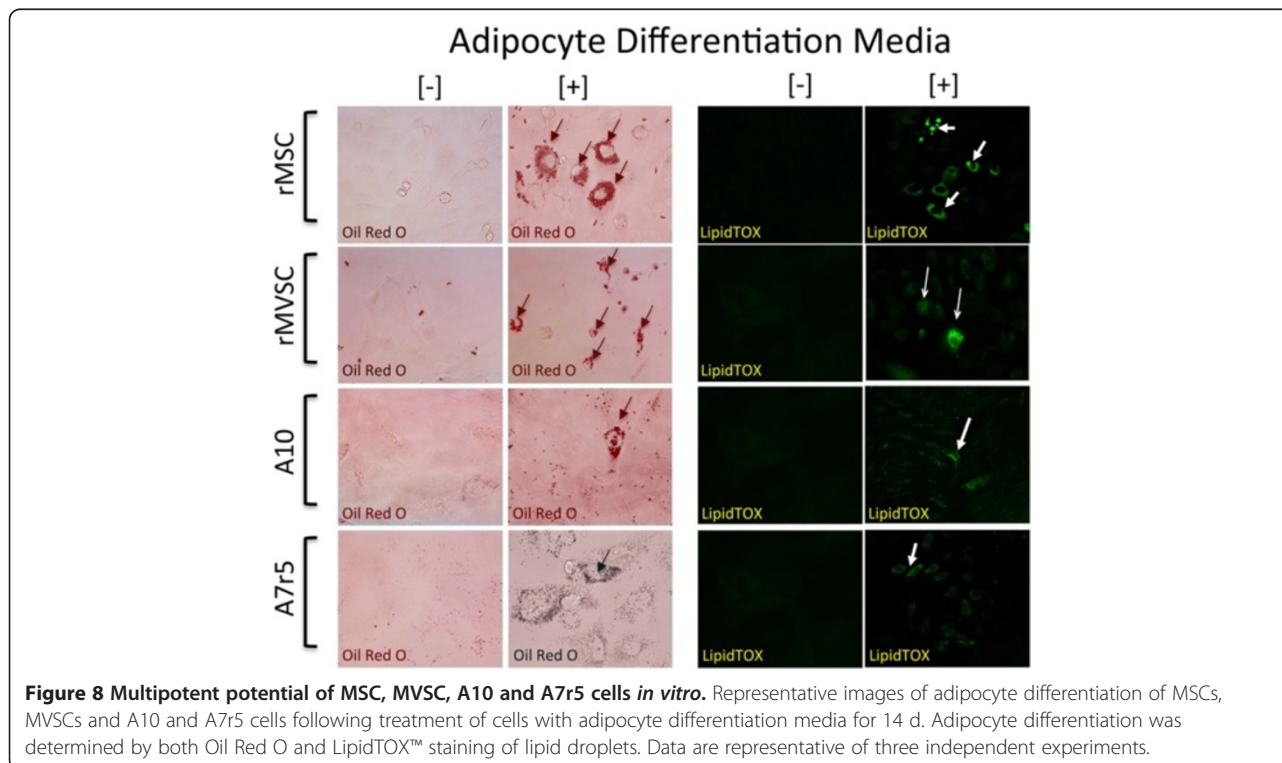 Adipocyte Differentiation Media
[-] [+] [-] [+]
rMSC
Oil Red O Oil Red O LipidTOX LipidTOX
rMVSC
Oil Red O Oil Red O LipidTOX LipidTOX
A10
Oil Red O Oil Red O LipidTOX LipidTOX
A7r5
Oil Red O Oil Red O LipidTOX LipidTOX
Figure 8 Multipotent potential of MSC, MVSC, A10 and A7r5 cells in vitro. Representative images of adipocyte differentiation of MSCs,
MVSCs and A10 and A7r5 cells following treatment of cells with adipocyte differentiation media for 14 d. Adipocyte differentiation was
determined by both Oil Red O and LipidTOX™ staining of lipid droplets. Data are representative of three independent experiments.